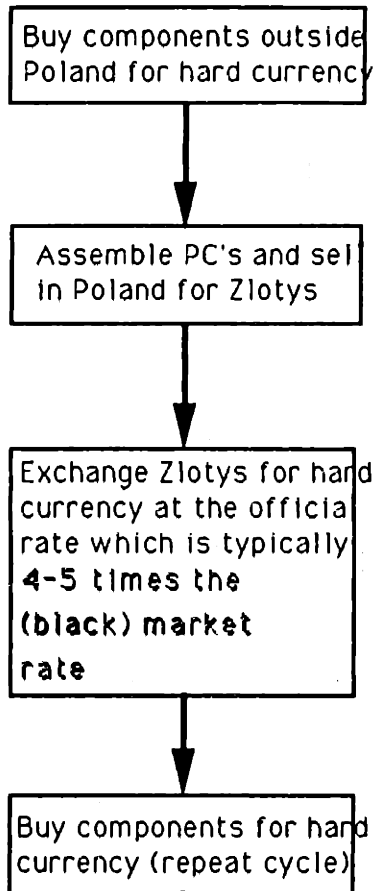 Buy components outside
Poland for hard currency
Assemble PC's and sel
in Poland for Zlotys
Exchange Zlotys for hard
currency at the officia
rate which is typically
4-5 times the
(black) market
rate
Buy components for hard
currency (repeat cycle)